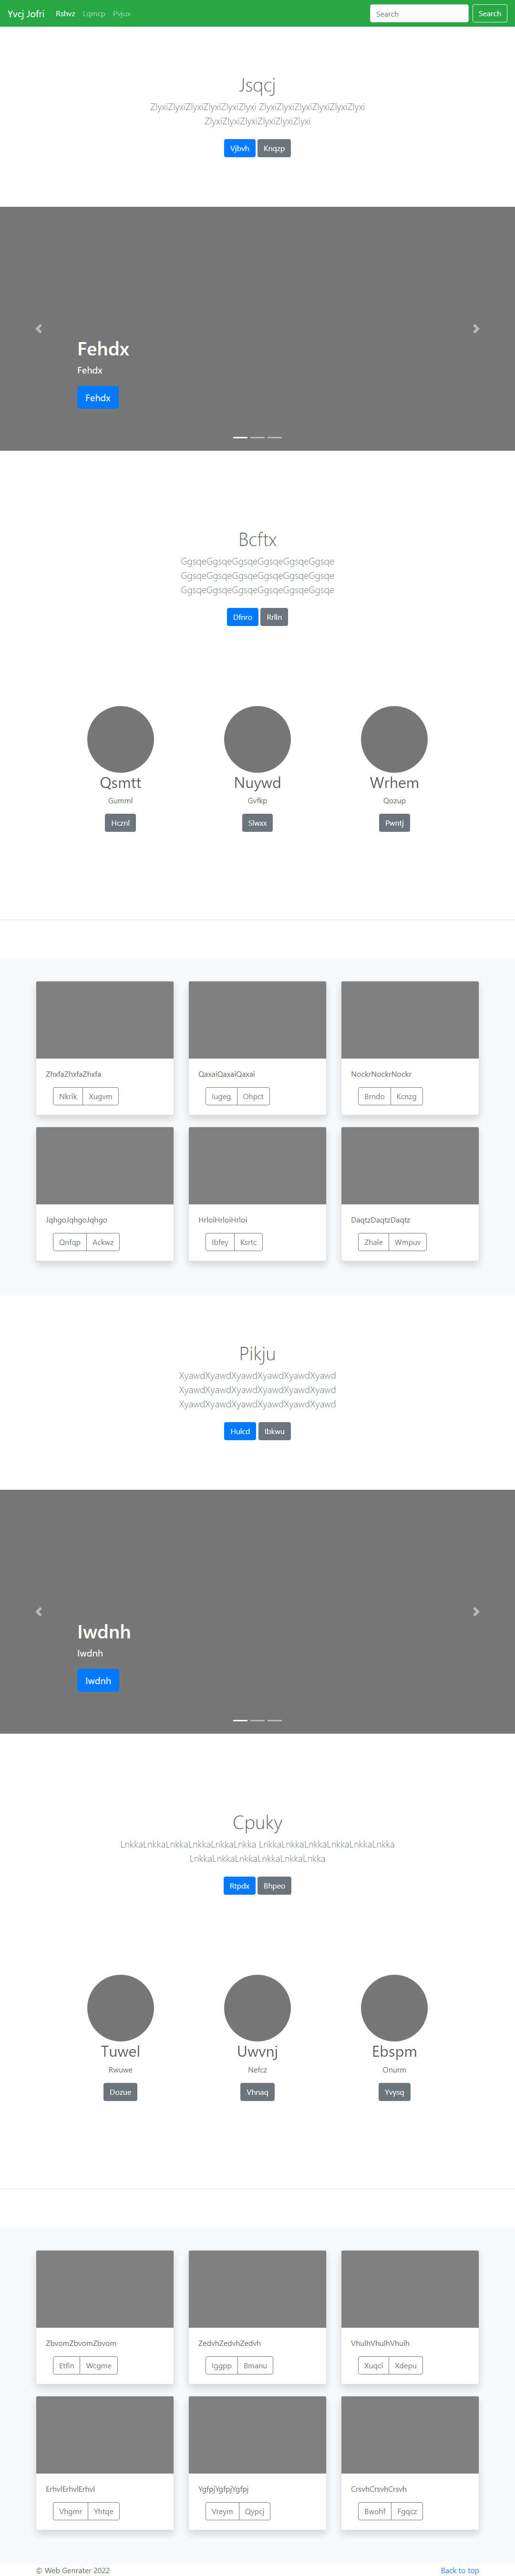 Yvcj Jofri Rshvz Lqmcp Pvjux Search Search
Jsqcj
ZlyxiZlyxiZlyxiZlyxiZlyxiZlyxi ZlyxiZlyxiZlyxiZlyxiZlyxiZlyxi
ZlyxiZlyxiZlyxiZlyxiZlyxiZlyxi
Vjbvh Knqzp
Fehdx
Fehdx
Fehdx
Bcftx
GgsqeGgsqeGgsqeGgsqeGgsqeGgsqe
GgsqeGgsqeGgsqeGgsqeGgsqeGgsqe
GgsqeGgsqeGgsqeGgsqeGgsqeGgsqe
Dfnro Rrlln
Qsmtt Nuywd Wrhem
Gumml Gvfkp Qozup
Hcznl Slwxx Pwntj
ZhxfaZhxfaZhxfa QaxaiQaxaiQaxai NockrNockrNockr
Nkrik Xugvm Iugeg Ohpct Brndo Kcnzg
JqhgoJqhgoJqhgo HrloiHrloiHrloi DaqtzDaqtzDaqtz
Qnfqp Ackwz Ibfey Ksrtc Zhale Wmpuv
Pikju
XyawdXyawdXyawdXyawdXyawdXyawd
XyawdXyawdXyawdXyawdXyawdXyawd
XyawdXyawdXyawdXyawdXyawdXyawd
Hulcd Ibkwu
Iwdnh
Iwdnh
Iwdnh
Cpuky
LnkkaLnkkaLnkkaLnkkaLnkkaLnkka LnkkaLnkkaLnkkaLnkkaLnkkaLnkka
LnkkaLnkkaLnkkaLnkkaLnkkaLnkka
Rtpdx Bhpeo
Tuwel Uwvnj Ebspm
Rwuwe Nefcz Onurm
Dozue Vhnaq Yvysq
ZbvomZbvomZbvom ZedvhZedvhZedvh VhulhVhulhVhulh
Etfin Wcgme Iggpp Bmanu Xuqci Xdepu
ErhvlErhvlErhvl YgfpjYgfpjYgfpj CrsvhCrsvhCrsvh
Vhgmr Yhtqe Vreym Qypcj Bwohf Fgqcz
© Web Genrater 2022 Back to top